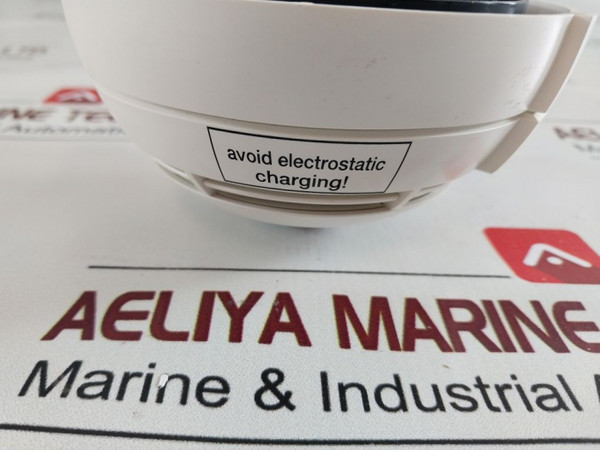 avoid electrostatic
charging!
AELIYA MARINE
Marine & Industrial